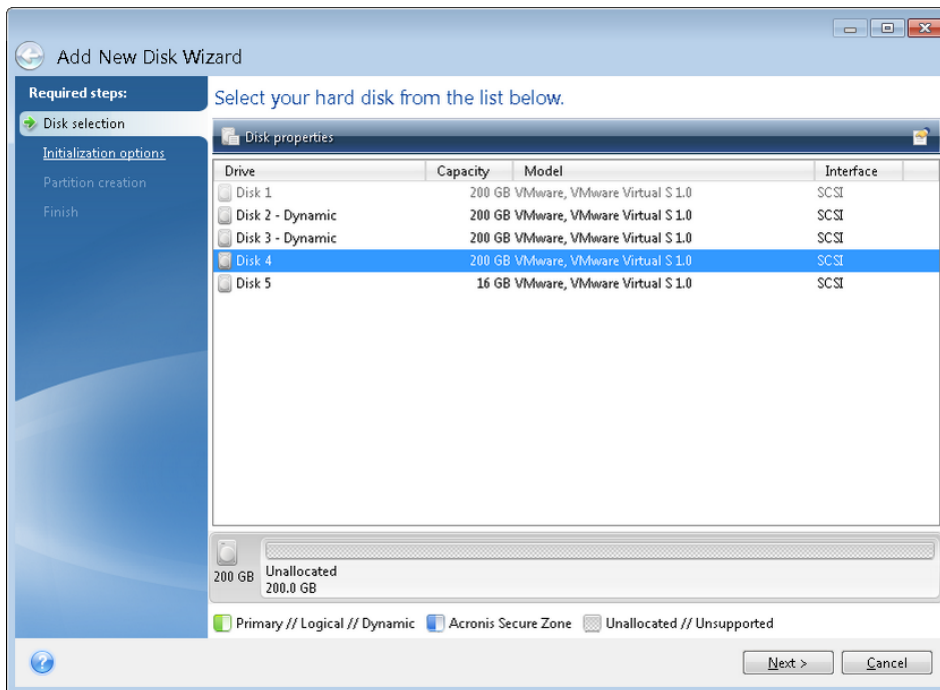 Add New Disk Wizard
Required steps:
Disk selection
Initialization options
Partition creation
Finish
Select your hard disk from the list below.
Disk properties
Drive Capacity Model Interface
Disk 1 200 GB VMware, VMware Virtual S 1.0 SCSI
Disk 2 - Dynamic 200 GB VMware, VMware Virtual S 1.0 SCSI
Disk 3 - Dynamic 200 GB VMware, VMware Virtual S 1.0 SCSI
Disk 4 200 GB VMware, VMware Virtual S 1.0 SCSI
Disk 5 16 GB VMware, VMware Virtual S 1.0 SCSI
200 GB
Unallocated
200.0 GB
Primary // Logical // Dynamic Acronis Secure Zone Unallocated // Unsupported
?
Next > Cancel